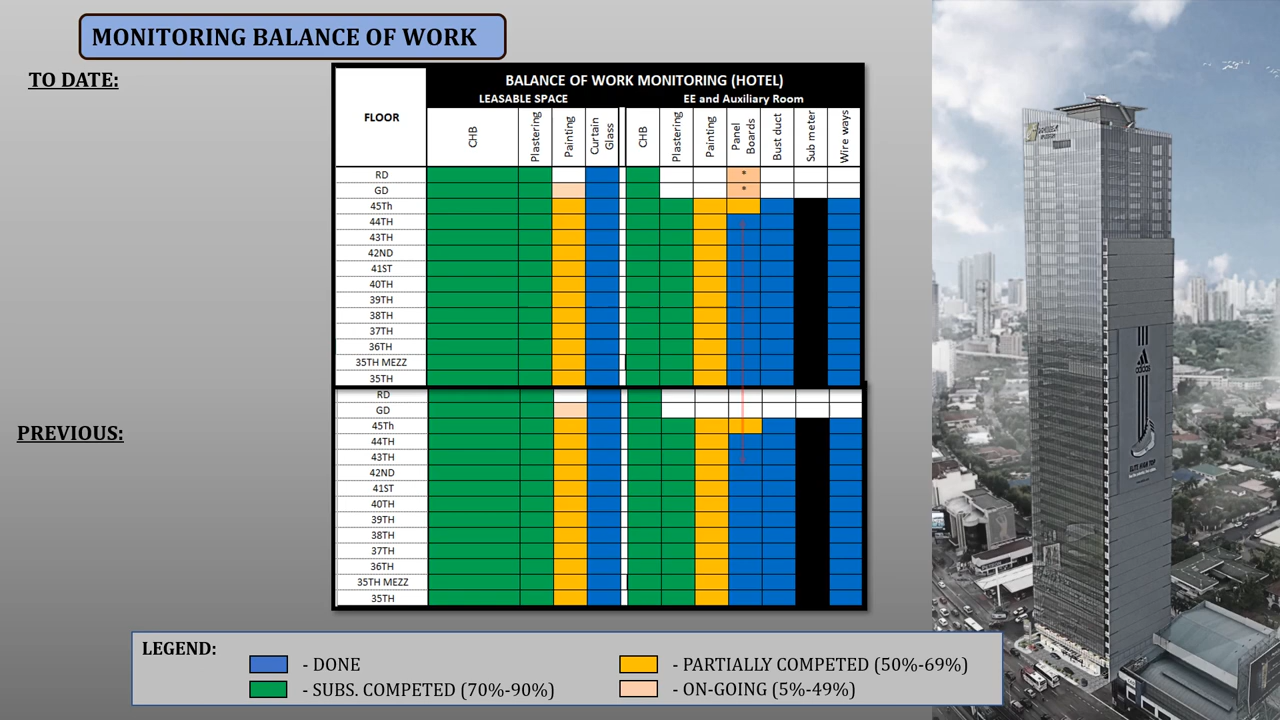 MONITORING BALANCE OF WORK
TO DATE:
BALANCE OF WORK MONITORING (HOTEL)
LEASABLE SPACE EE and Auxiliary Room
FLOOR CHB Plastering Painting Curtain Glass CHB Plastering Painting Panel Boards Bust duct Sub meter Wire ways
RD *
GD *
45Th
44TH
43TH
42ND
41ST
40TH
39TH
38TH
37TH
36TH
35TH MEZZ
35TH
PREVIOUS:
RD
GD
45Th
44TH
43TH
42ND
41ST
40TH
39TH
38TH
37TH
36TH
35TH MEZZ
35TH
LEGEND:
- DONE - PARTIALLY COMPETED (50%-69%)
- SUBS. COMPETED (70%-90%) - ON-GOING (5%-49%)
adidas